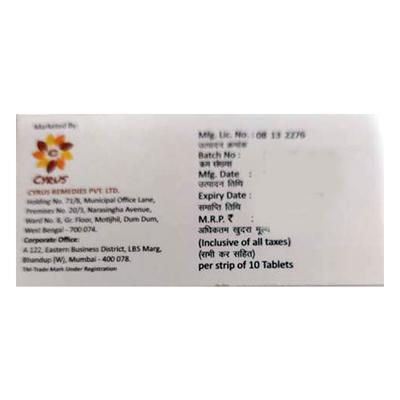 Marketed By:
CYRUS
CYRUS REMEDIES PVT. LTD.
Holding No. 71/8, Municipal Office Lane,
Premises No. 20/3, Narasingha Avenue,
Ward No. 8, Gr. Floor, Motijhil, Dum Dum,
West Bengal - 700 074.
Corporate Office:
A 122, Eastern Business District, LBS Marg,
Bhandup (W), Mumbai - 400 078.
TM-Trade Mark Under Registration
Mfg. Lic. No. : 08 13 2276
उत्पादन क्रमांक
Batch No :
क्रम संख्या
Mfg. Date :
उत्पादन तिथि
Expiry Date :
समाप्ति तिथि
M.R.P. ₹ :
अधिकतम खुदरा मूल्य
(Inclusive of all taxes)
(सभी कर सहित)
per strip of 10 Tablets